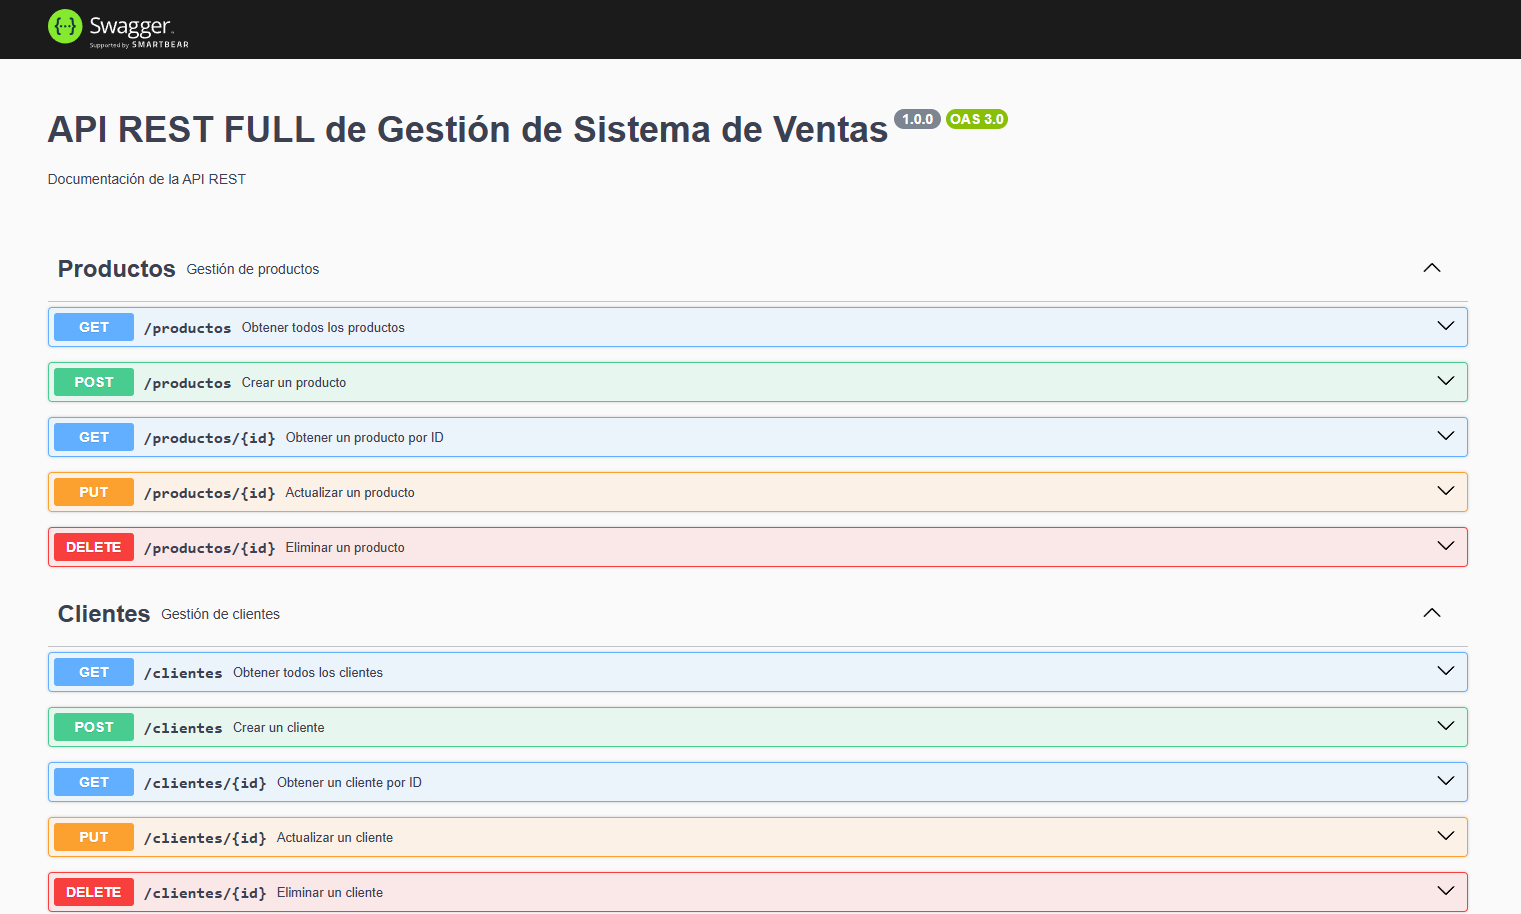 {···} Swagger
Supported by SMARTBEAR
API REST FULL de Gestión de Sistema de Ventas 1.0.0 OAS 3.0
Documentación de la API REST
Productos Gestión de productos
GET /productos Obtener todos los productos
POST /productos Crear un producto
GET /productos/{id} Obtener un producto por ID
PUT /productos/{id} Actualizar un producto
DELETE /productos/{id} Eliminar un producto
Clientes Gestión de clientes
GET /clientes Obtener todos los clientes
POST /clientes Crear un cliente
GET /clientes/{id} Obtener un cliente por ID
PUT /clientes/{id} Actualizar un cliente
DELETE /clientes/{id} Eliminar un cliente